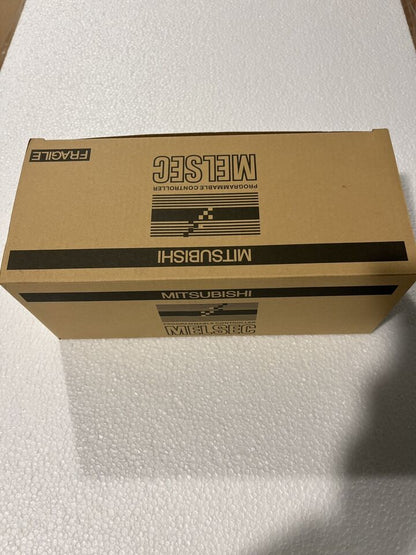 FRAGILE
MELSEC
PROGRAMMABLE CONTROLLER
MITSUBISHI
MITSUBISHI
MELSEC